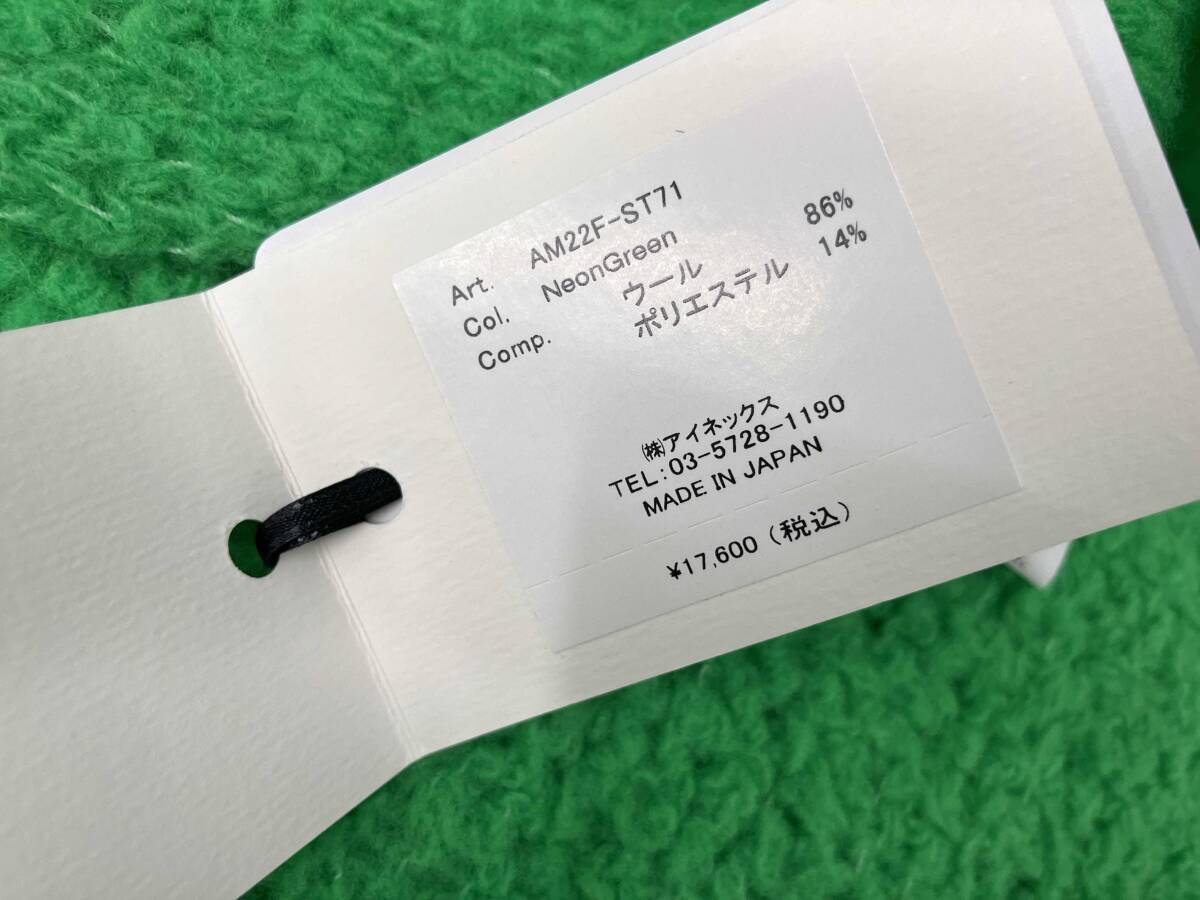 Art. AM22F-ST71
Col. NeonGreen
Comp. ウール 86%
ポリエステル 14%
㈱アイネックス
TEL:03-5728-1190
MADE IN JAPAN
¥17,600(税込)